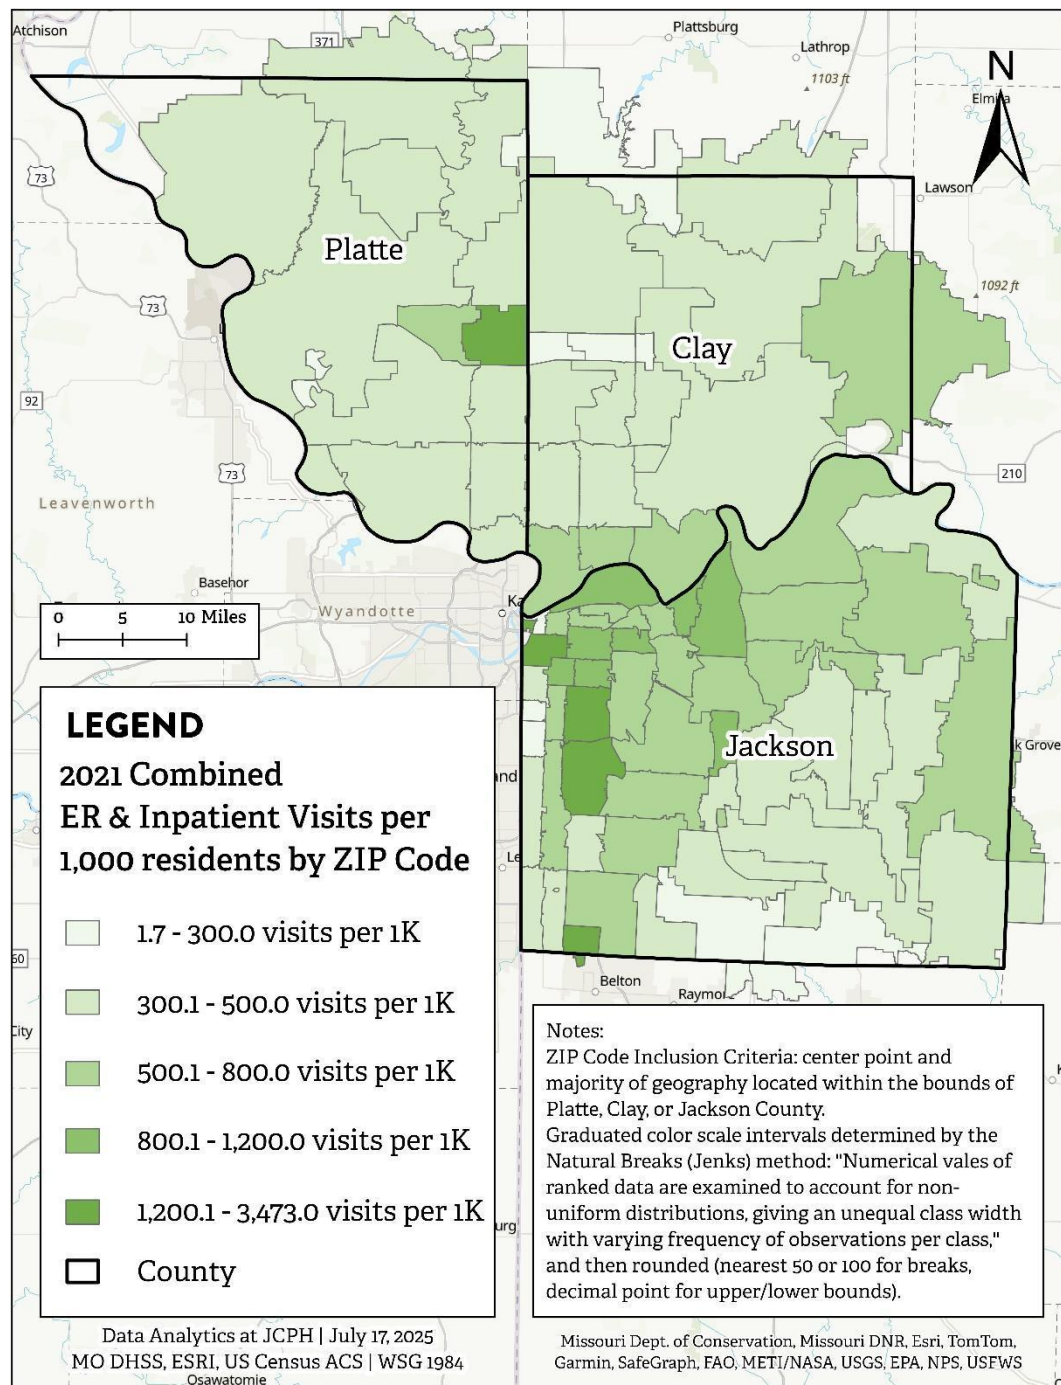 Atchison
371
Plattsburg
Lathrop
1103 ft
N
Elmira
73
Lawson
Platte
1092 ft
73
Clay
92
73
210
Leavenworth
Basehor
Wyandotte
0 5 10 Miles
Jackson
k Grove
LEGEND
2021 Combined
ER & Inpatient Visits per
1,000 residents by ZIP Code
1.7 - 300.0 visits per 1K
300.1 - 500.0 visits per 1K
500.1 - 800.0 visits per 1K
800.1 - 1,200.0 visits per 1K
1,200.1 - 3,473.0 visits per 1K
County
60
City
urg
Belton
Raymore
Notes:
ZIP Code Inclusion Criteria: center point and
majority of geography located within the bounds of
Platte, Clay, or Jackson County.
Graduated color scale intervals determined by the
Natural Breaks (Jenks) method: "Numerical vales of
ranked data are examined to account for non-
uniform distributions, giving an unequal class width
with varying frequency of observations per class,"
and then rounded (nearest 50 or 100 for breaks,
decimal point for upper/lower bounds).
Data Analytics at JCPH | July 17, 2025
MO DHSS, ESRI, US Census ACS | WSG 1984
Osawatomie
Missouri Dept. of Conservation, Missouri DNR, Esri, TomTom,
Garmin, SafeGraph, FAO, METI/NASA, USGS, EPA, NPS, USFWS